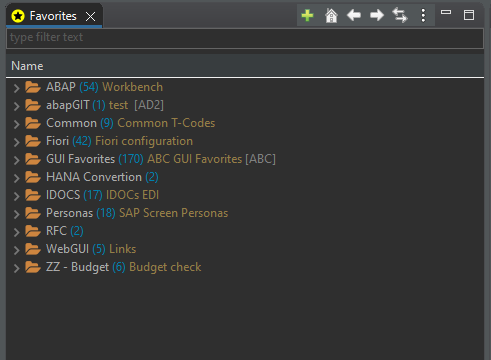 Favorites
type filter text
Name
ABAP (54) Workbench
abapGIT (1) test [AD2]
Common (9) Common T-Codes
Fiori (42) Fiori configuration
GUI Favorites (170) ABC GUI Favorites [ABC]
HANA Convertion (2)
IDOCS (17) IDOCs EDI
Personas (18) SAP Screen Personas
RFC (2)
WebGUI (5) Links
ZZ - Budget (6) Budget check